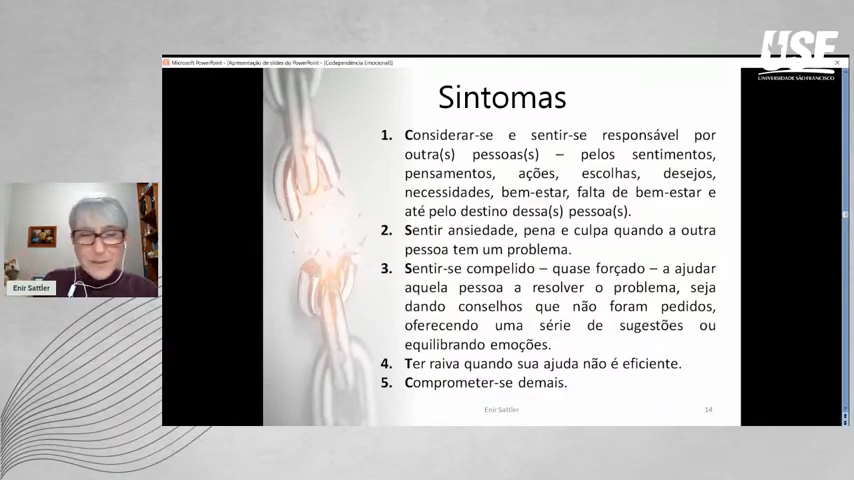 USF
UNIVERSIDADE SÃO FRANCISCO
Microsoft PowerPoint - [Apresentação de slides do PowerPoint - [Codependência Emocional]]
Sintomas
1. Considerar-se e sentir-se responsável por
outra(s) pessoas(s) – pelos sentimentos,
pensamentos, ações, escolhas, desejos,
necessidades, bem-estar, falta de bem-estar e
até pelo destino dessa(s) pessoa(s).
2. Sentir ansiedade, pena e culpa quando a outra
pessoa tem um problema.
3. Sentir-se compelido – quase forçado – a ajudar
aquela pessoa a resolver o problema, seja
dando conselhos que não foram pedidos,
oferecendo uma série de sugestões ou
equilibrando emoções.
4. Ter raiva quando sua ajuda não é eficiente.
5. Comprometer-se demais.
Enir Sattler
14
Enir Sattler